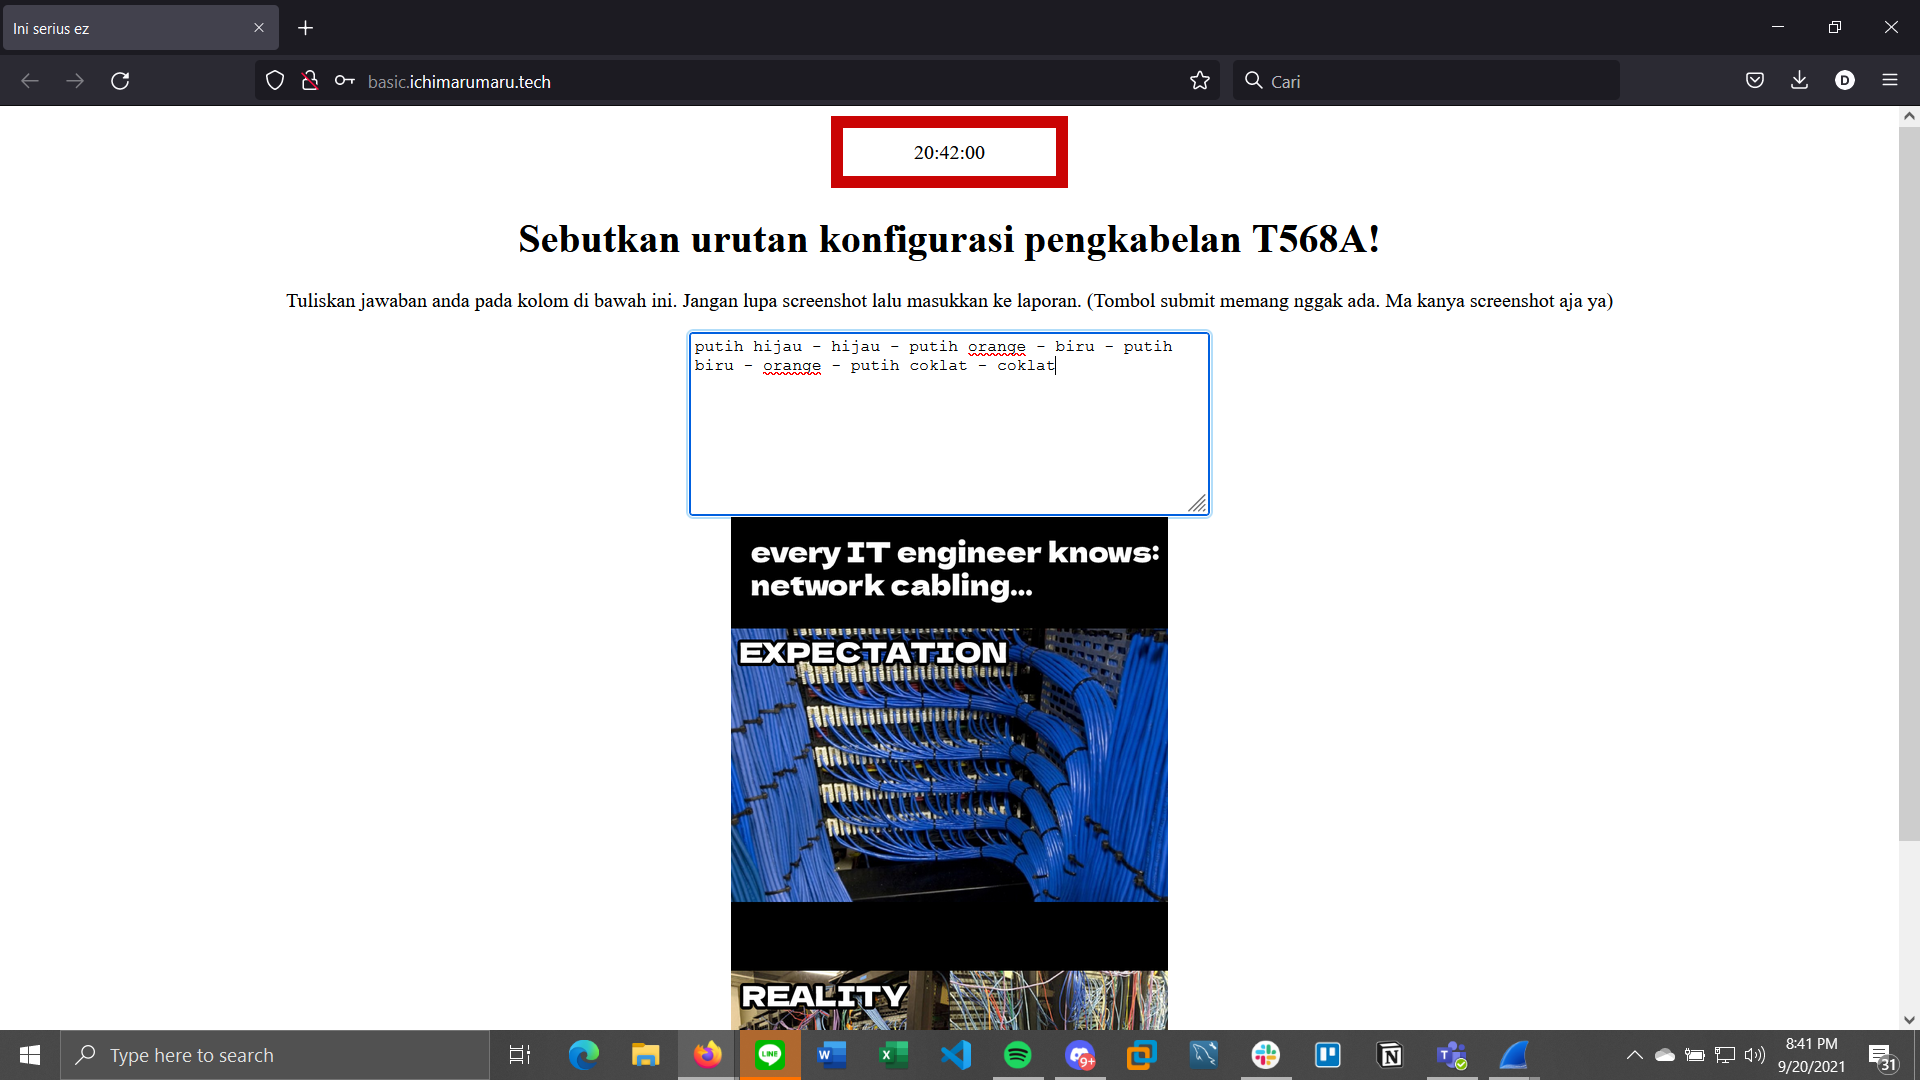 Ini serius ez
basic.ichimarumaru.tech
Cari
D
20:42:00
Sebutkan urutan konfigurasi pengkabelan T568A!
Tuliskan jawaban anda pada kolom di bawah ini. Jangan lupa screenshot lalu masukkan ke laporan. (Tombol submit memang nggak ada. Ma kanya screenshot aja ya)
putih hijau - hijau - putih orange - biru - putih
biru - orange - putih coklat - coklat
every IT engineer knows:
network cabling...
EXPECTATION
REALITY
Type here to search
LINE
9+
8:41 PM
9/20/2021
31